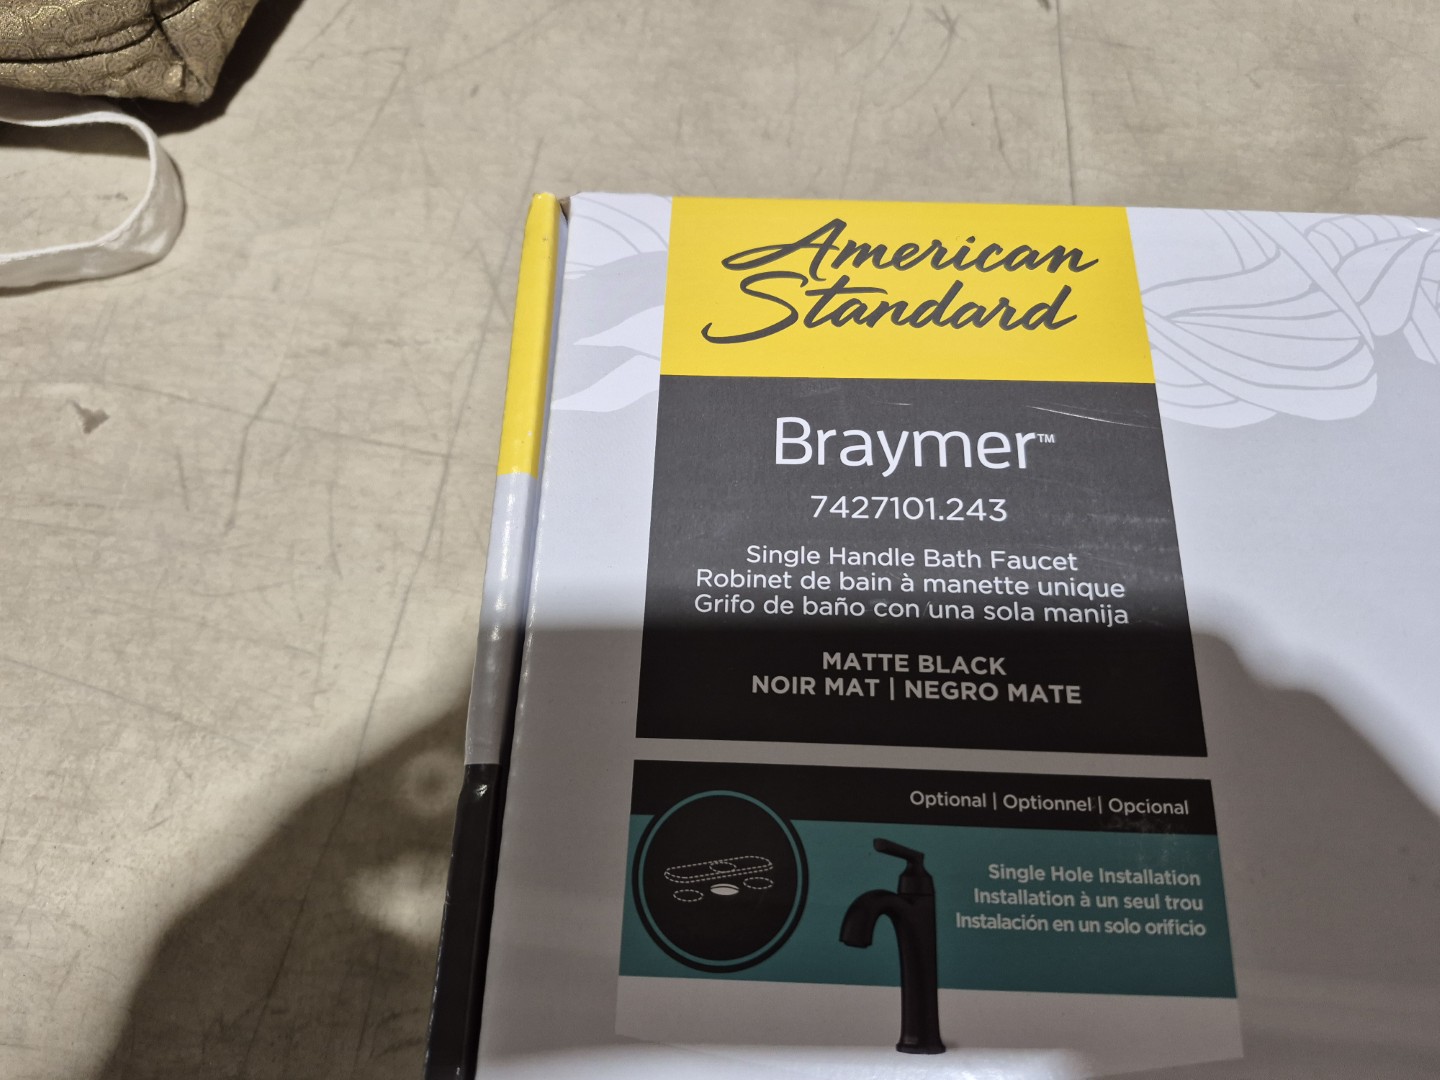 American
Standard
Braymer™
7427101.243
Single Handle Bath Faucet
Robinet de bain à manette unique
Grifo de baño con una sola manija
MATTE BLACK
NOIR MAT | NEGRO MATE
Optional | Optionnel | Opcional
Single Hole Installation
Installation à un seul trou
Instalación en un solo orificio